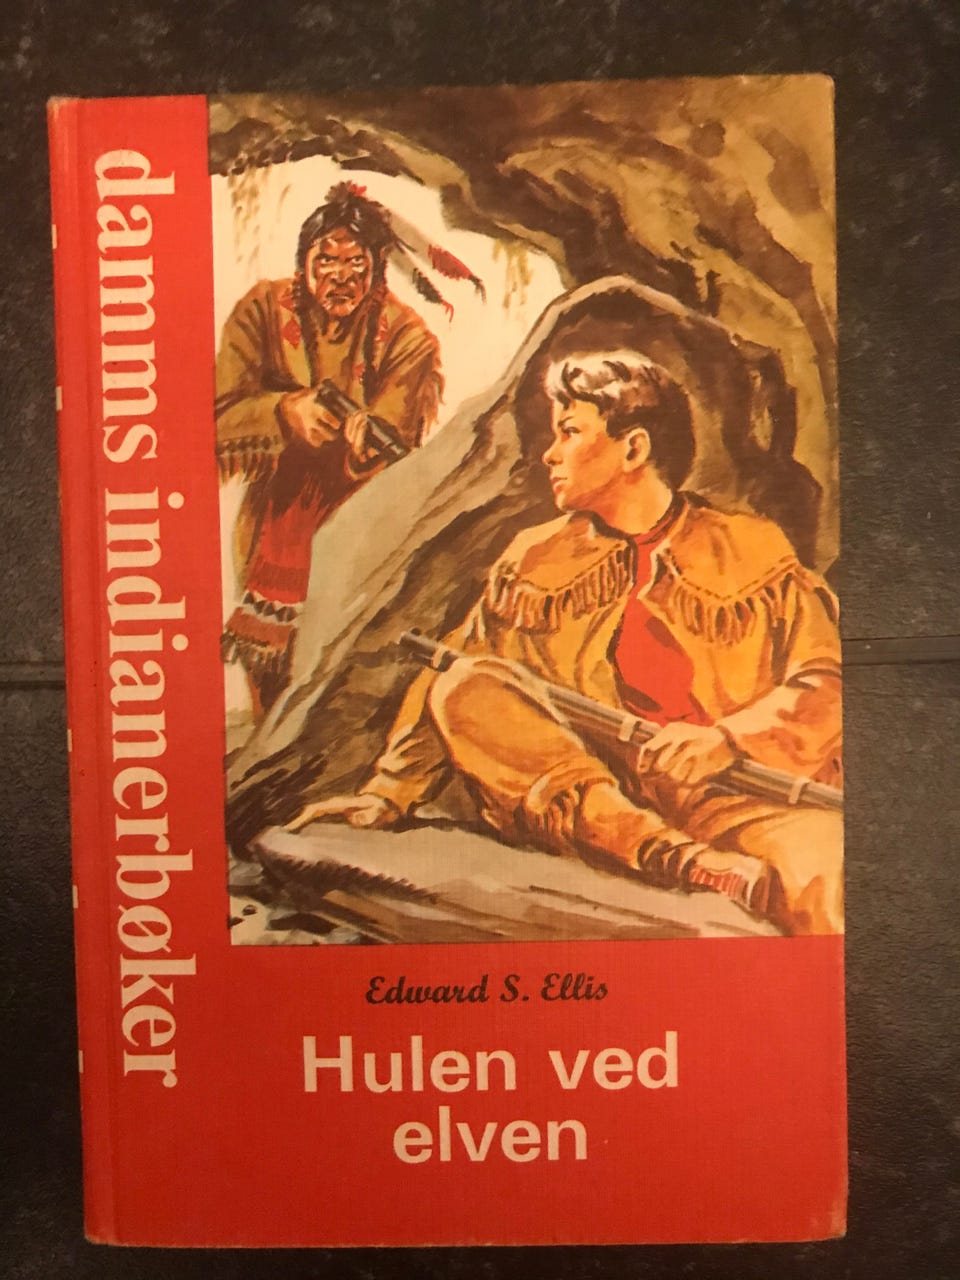 damms indianerbøker
Edward S. Ellis
Hulen ved
elven